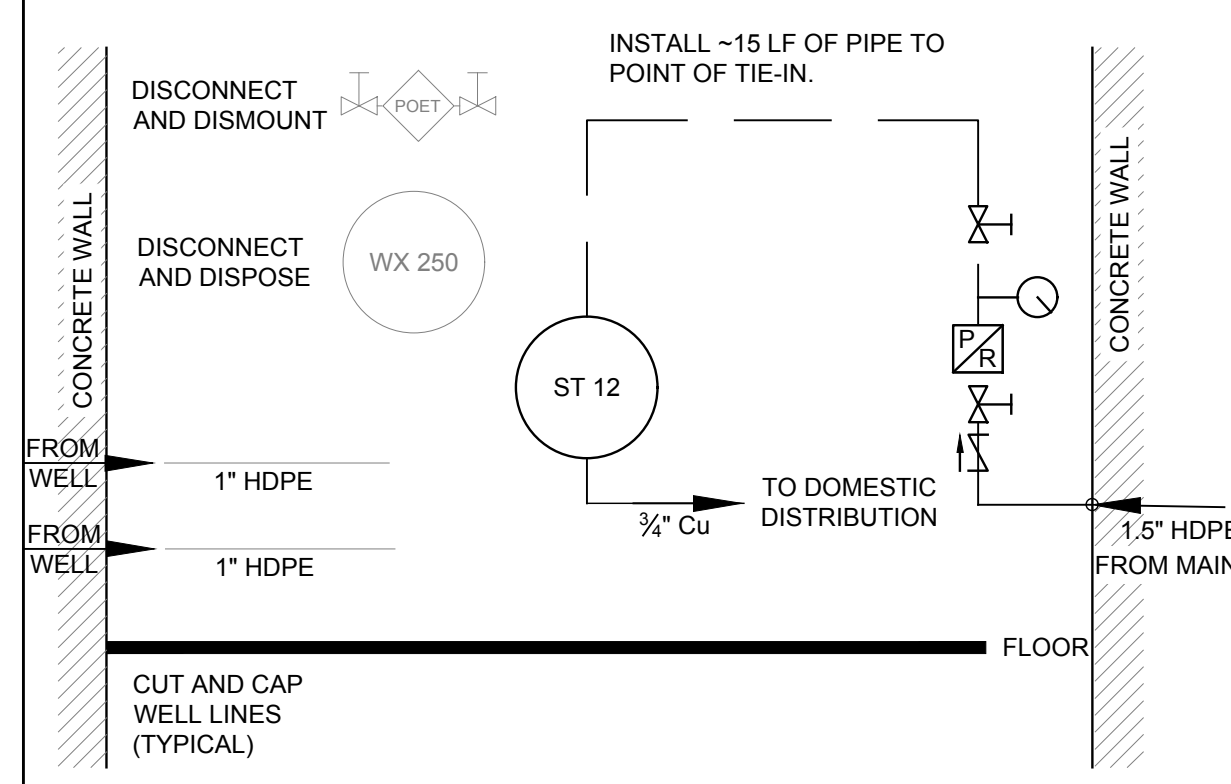 INSTALL ~15 LF OF PIPE TO
POINT OF TIE-IN.
DISCONNECT
AND DISMOUNT
POET
CONCRETE WALL
DISCONNECT
AND DISPOSE
WX 250
CONCRETE WALL
P/R
ST 12
FROM
WELL
1" HDPE
TO DOMESTIC
DISTRIBUTION
¾" Cu
1.5" HDPE
FROM MAIN
FROM
WELL
1" HDPE
FLOOR
CUT AND CAP
WELL LINES
(TYPICAL)